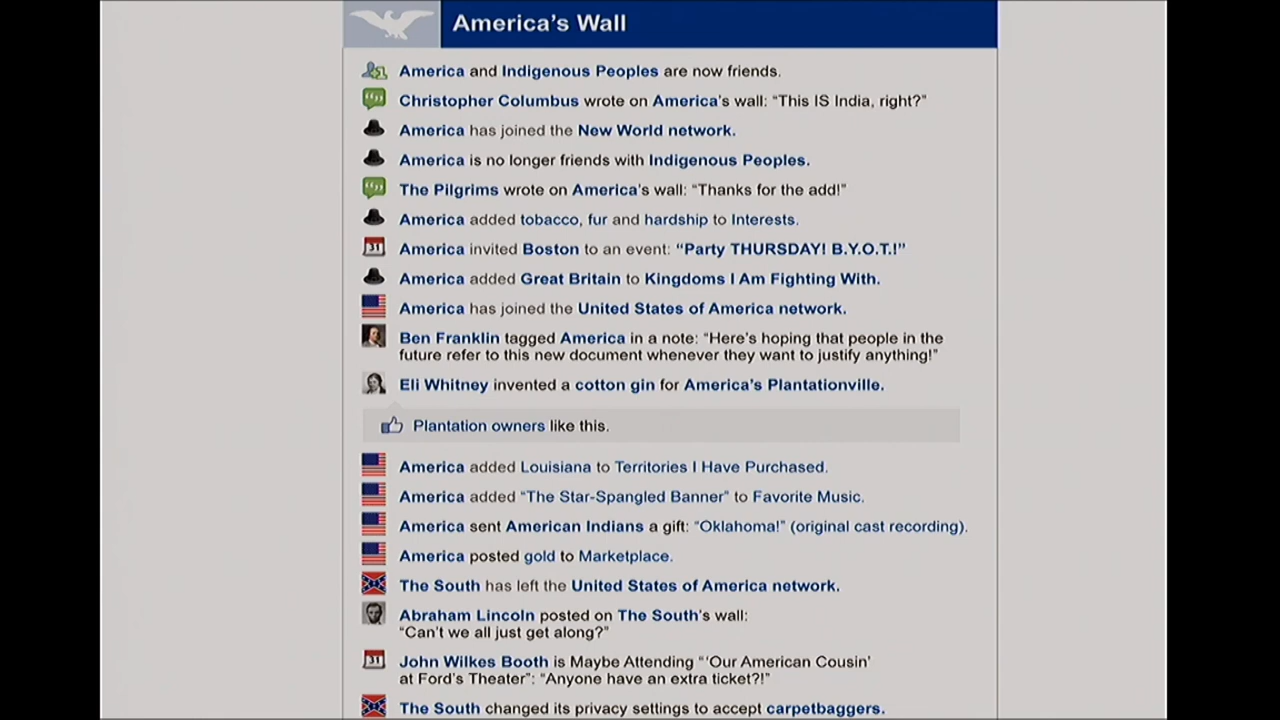 America’s Wall
America and Indigenous Peoples are now friends.
Christopher Columbus wrote on America’s wall: “This IS India, right?”
America has joined the New World network.
America is no longer friends with Indigenous Peoples.
The Pilgrims wrote on America’s wall: “Thanks for the add!”
America added tobacco, fur and hardship to Interests.
31
America invited Boston to an event: “Party THURSDAY! B.Y.O.T.!”
America added Great Britain to Kingdoms I Am Fighting With.
America has joined the United States of America network.
Ben Franklin tagged America in a note: “Here’s hoping that people in the
future refer to this new document whenever they want to justify anything!”
Eli Whitney invented a cotton gin for America’s Plantationville.
Plantation owners like this.
America added Louisiana to Territories I Have Purchased.
America added “The Star-Spangled Banner” to Favorite Music.
America sent American Indians a gift: “Oklahoma!” (original cast recording).
America posted gold to Marketplace.
The South has left the United States of America network.
Abraham Lincoln posted on The South’s wall:
“Can’t we all just get along?”
31
John Wilkes Booth is Maybe Attending “‘Our American Cousin’
at Ford’s Theater”: “Anyone have an extra ticket?!”
The South changed its privacy settings to accept carpetbaggers.